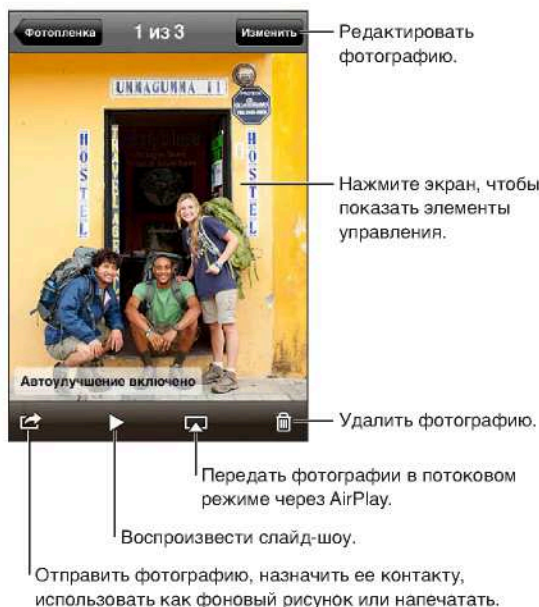 Фотопленка
1 из 3
Изменить
Редактировать
фотографию.
UMMAGUMMA II
HOSTEL
HOSTEL
Нажмите экран, чтобы
показать элементы
управления.
Автоулучшение включено
Удалить фотографию.
Передать фотографии в потоковом
режиме через AirPlay.
Воспроизвести слайд-шоу.
Отправить фотографию, назначить ее контакту,
использовать как фоновый рисунок или напечатать.